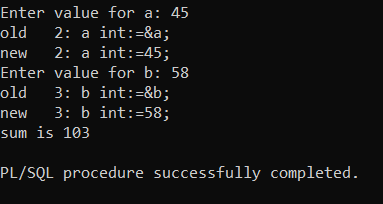 Enter value for a: 45
old   2: a int:=&a;
new   2: a int:=45;
Enter value for b: 58
old   3: b int:=&b;
new   3: b int:=58;
sum is 103
PL/SQL procedure successfully completed.